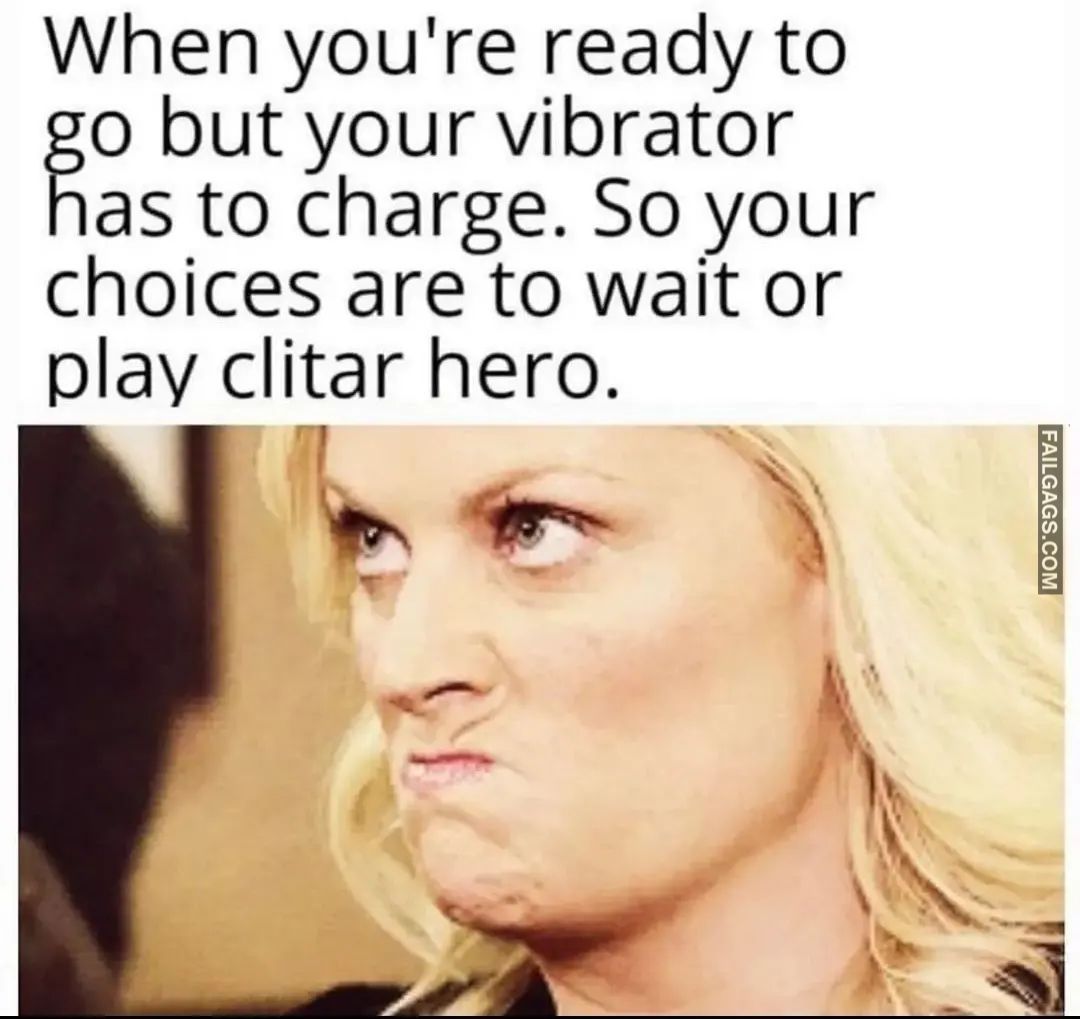 When you're ready to
go but your vibrator
has to charge. So your
choices are to wait or
play clitar hero.
FAILGAGS.COM